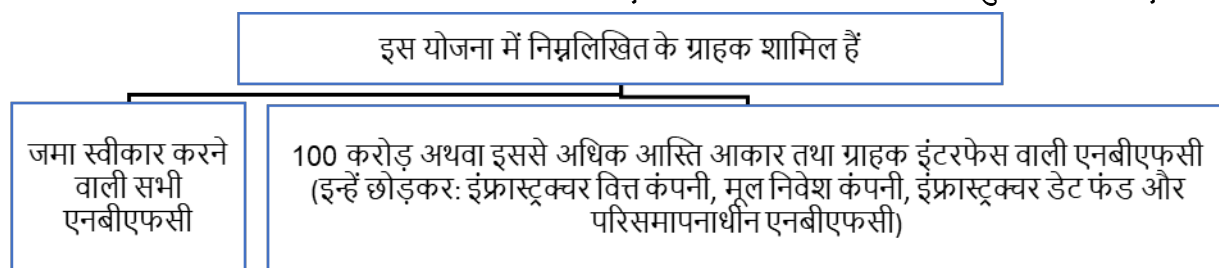 इस योजना में निम्नलिखित के ग्राहक शामिल हैं
जमा स्वीकार करने
वाली सभी
एनबीएफसी
100 करोड़ अथवा इससे अधिक आस्ति आकार तथा ग्राहक इंटरफेस वाली एनबीएफसी
(इन्हें छोड़कर: इंफ्रास्ट्रक्चर वित्त कंपनी, मूल निवेश कंपनी, इंफ्रास्ट्रक्चर डेट फंड और
परिसमापनाधीन एनबीएफसी)